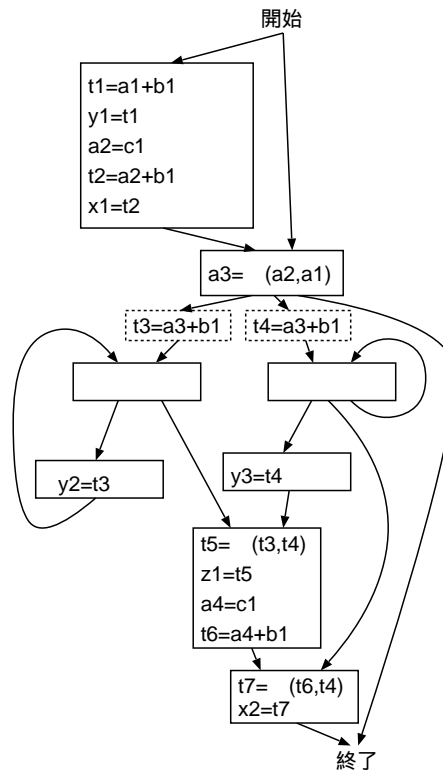 開始
t1=a1+b1
y1=t1
a2=c1
t2=a2+b1
x1=t2
a3= (a2,a1)
t3=a3+b1
t4=a3+b1
y2=t3
y3=t4
t5= (t3,t4)
z1=t5
a4=c1
t6=a4+b1
t7= (t6,t4)
x2=t7
終了